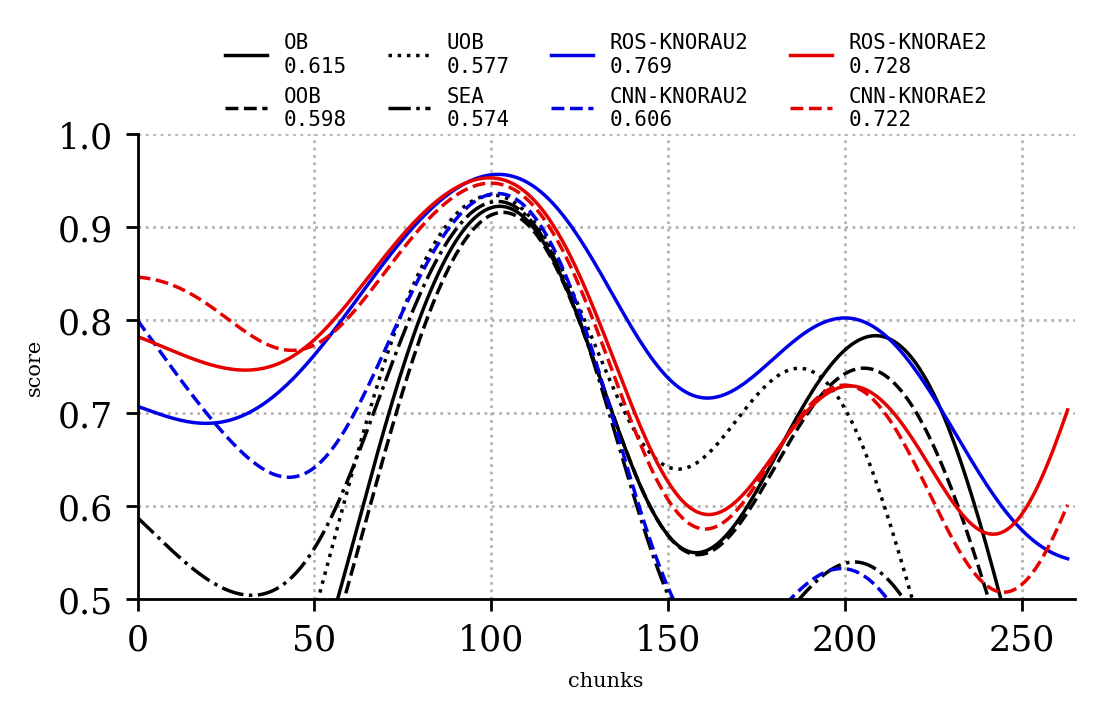 OB UOB ROS-KNORAU2 ROS-KNORAE2
0.615 0.577 0.769 0.728
OOB SEA CNN-KNORAU2 CNN-KNORAE2
0.598 0.574 0.606 0.722
1.0
0.9
0.8
0.7
0.6
0.5
score
0 50 100 150 200 250
chunks